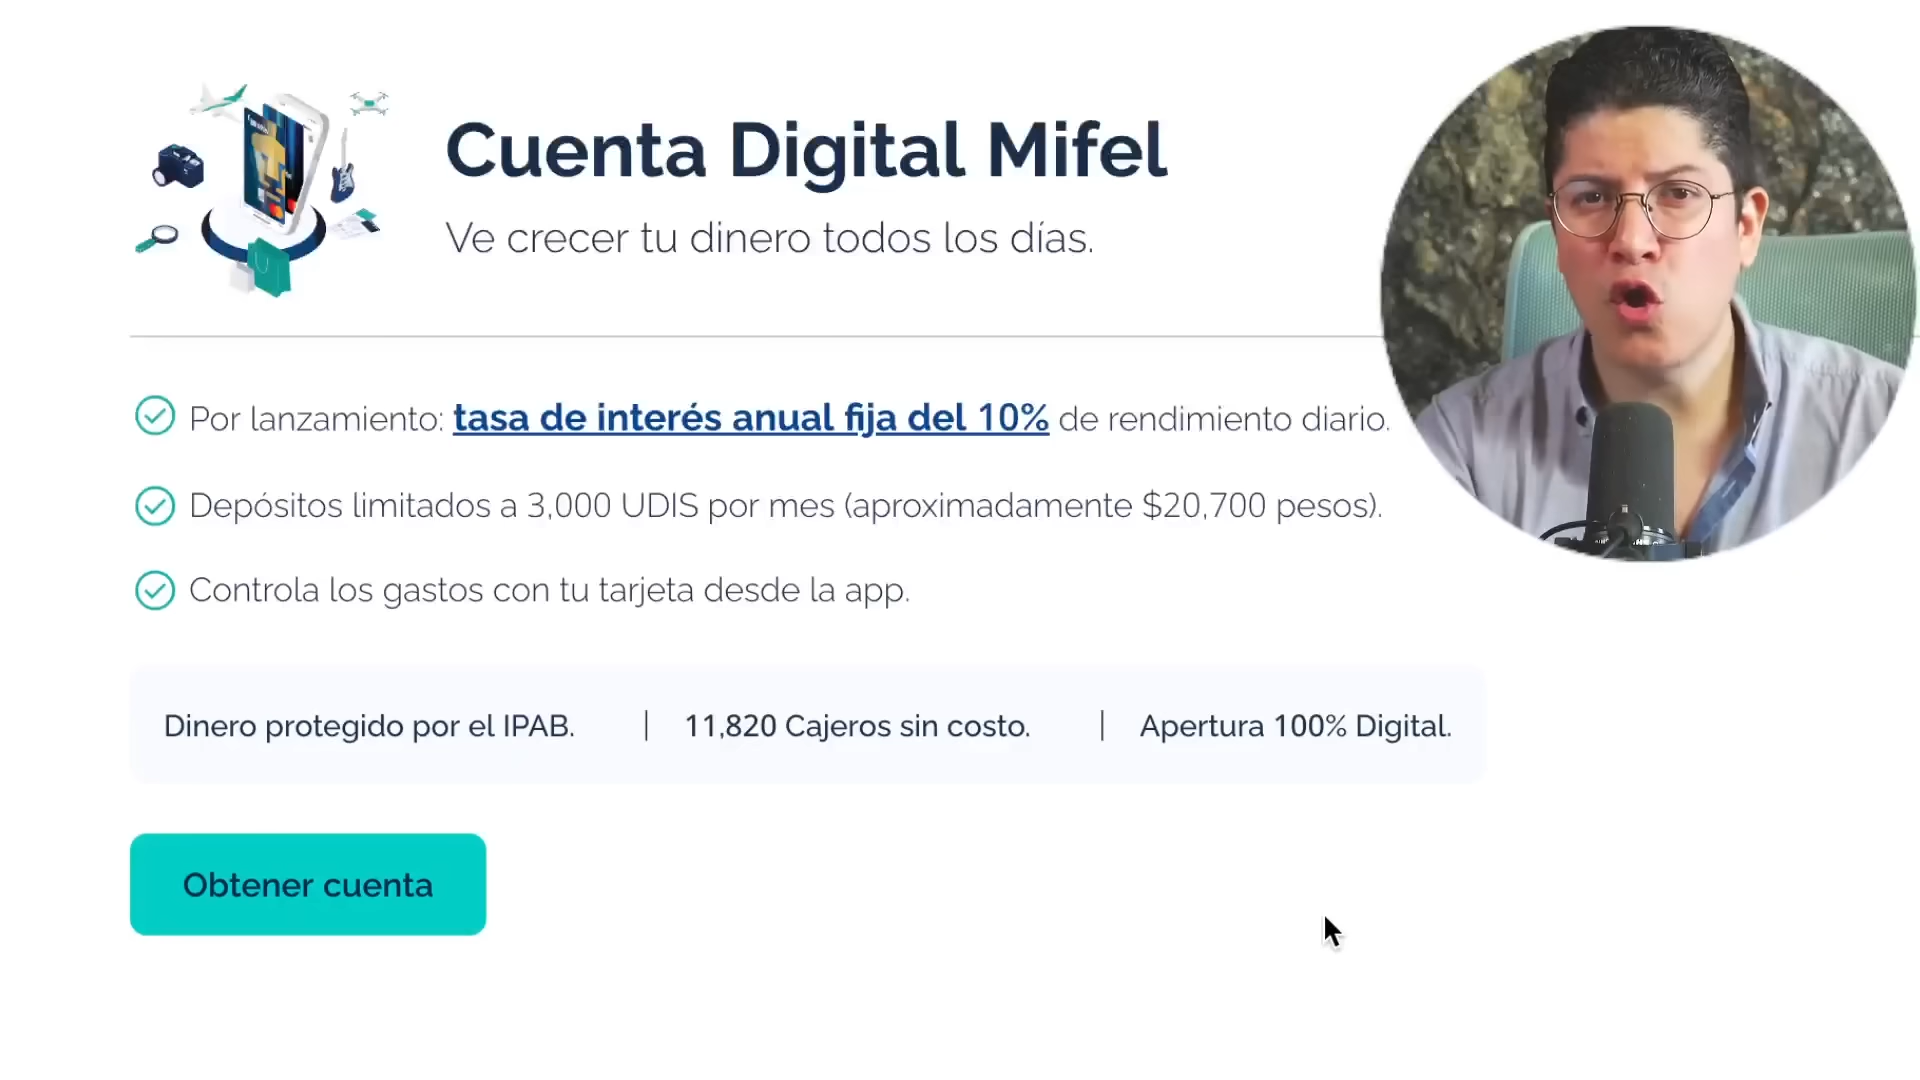 Cuenta Digital Mifel
Ve crecer tu dinero todos los días.
Por lanzamiento: tasa de interés anual fija del 10% de rendimiento diario.
Depósitos limitados a 3,000 UDIS por mes (aproximadamente $20,700 pesos).
Controla los gastos con tu tarjeta desde la app.
Dinero protegido por el IPAB. | 11,820 Cajeros sin costo. | Apertura 100% Digital.
Obtener cuenta